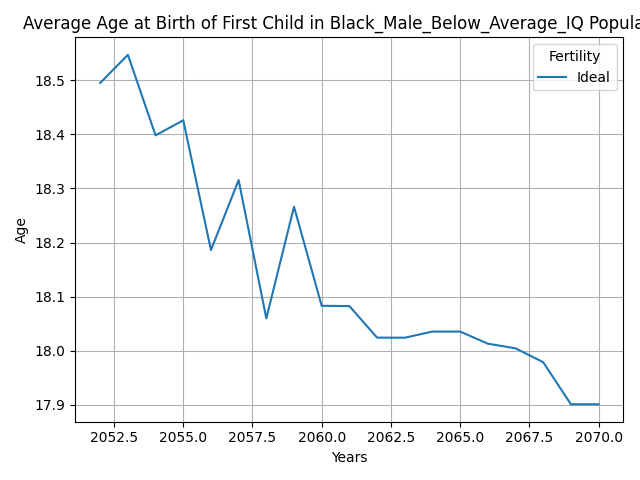 Average Age at Birth of First Child in Black_Male_Below_Average_IQ Popula
Fertility
Ideal
18.5
18.4
18.3
18.2
18.1
18.0
17.9
Age
2052.5 2055.0 2057.5 2060.0 2062.5 2065.0 2067.5 2070.0
Years